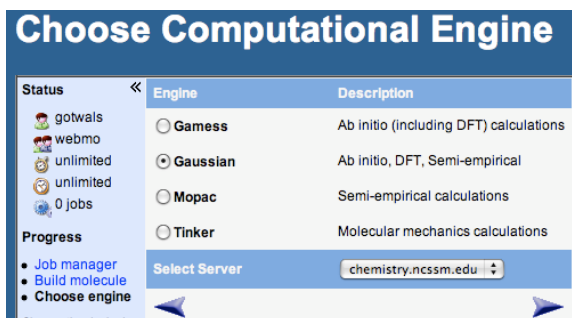 Choose Computational Engine
Status «
gotwals
webmo
unlimited
unlimited
0 jobs
Progress
• Job manager
• Build molecule
• Choose engine
Engine Description
Gamess Ab initio (including DFT) calculations
Gaussian Ab initio, DFT, Semi-empirical
Mopac Semi-empirical calculations
Tinker Molecular mechanics calculations
Select Server chemistry.ncssm.edu